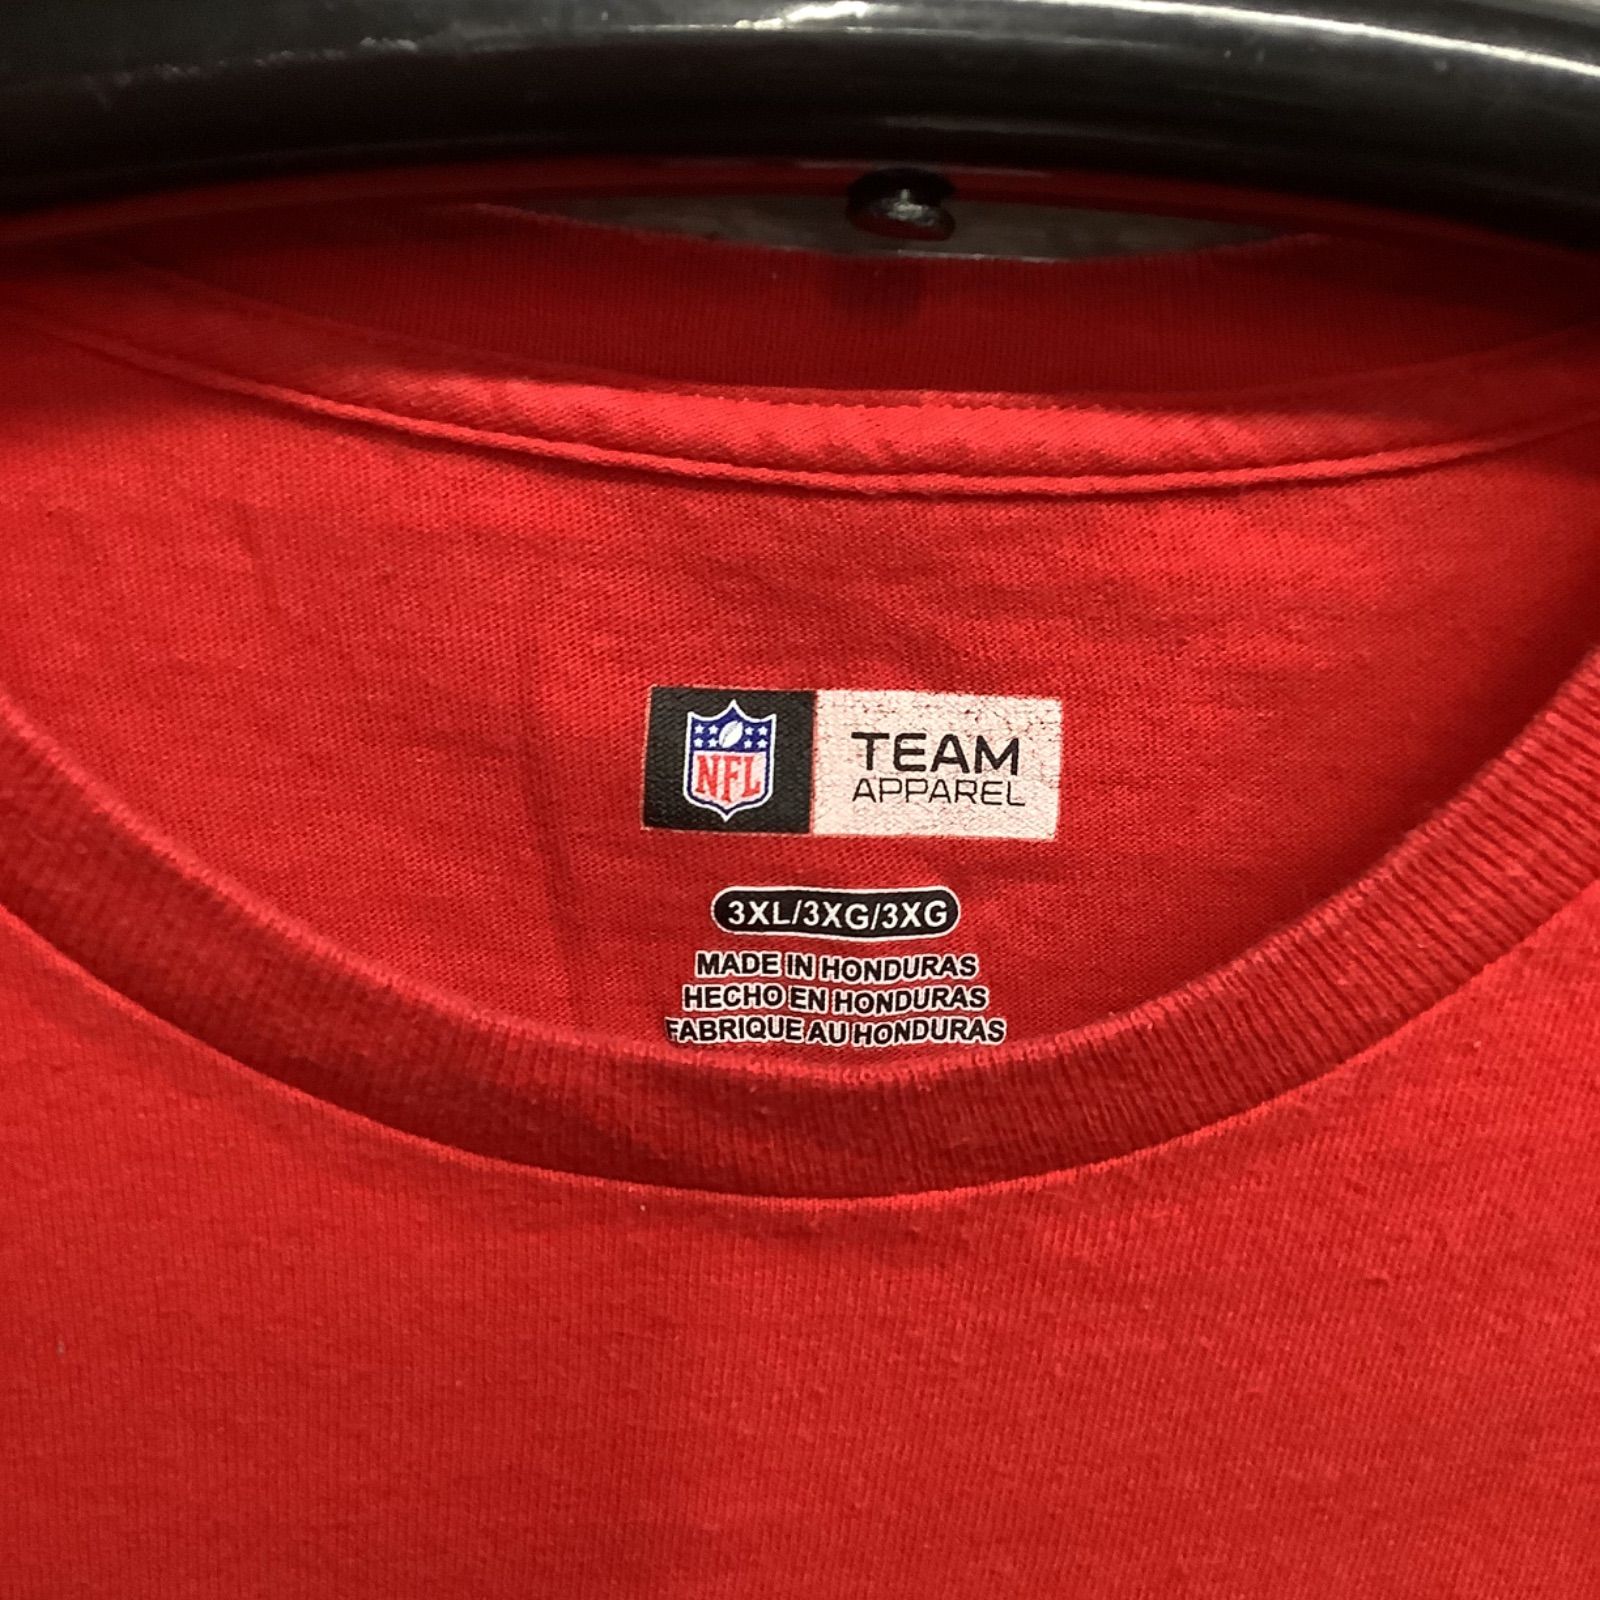 NFL
TEAM
APPAREL
3XL/3XG/3XG
MADE IN HONDURAS
HECHO EN HONDURAS
FABRIQUE AU HONDURAS